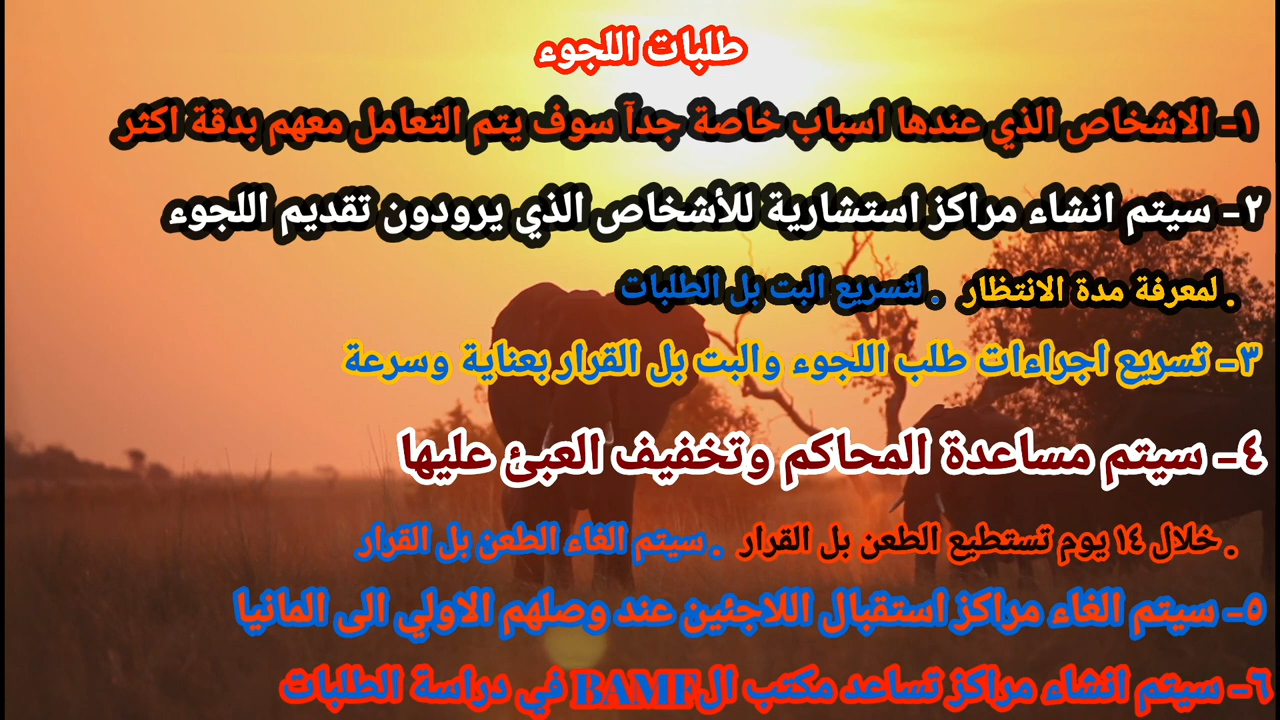 طلبات اللجوء
١- الاشخاص الذي عندها اسباب خاصة جدآ سوف يتم التعامل معهم بدقة اكثر
٢- سيتم انشاء مراكز استشارية للأشخاص الذي يرودون تقديم اللجوء
. لمعرفة مدة الانتظار . لتسريع البت بل الطلبات
٣- تسريع اجراءات طلب اللجوء والبت بل القرار بعناية وسرعة
٤- سيتم مساعدة المحاكم وتخفيف العبئ عليها
. خلال ١٤ يوم تستطيع الطعن بل القرار . سيتم الغاء الطعن بل القرار
٥- سيتم الغاء مراكز استقبال اللاجئين عند وصلهم الاولي الى المانيا
٦- سيتم انشاء مراكز تساعد مكتب الBAMF في دراسة الطلبات